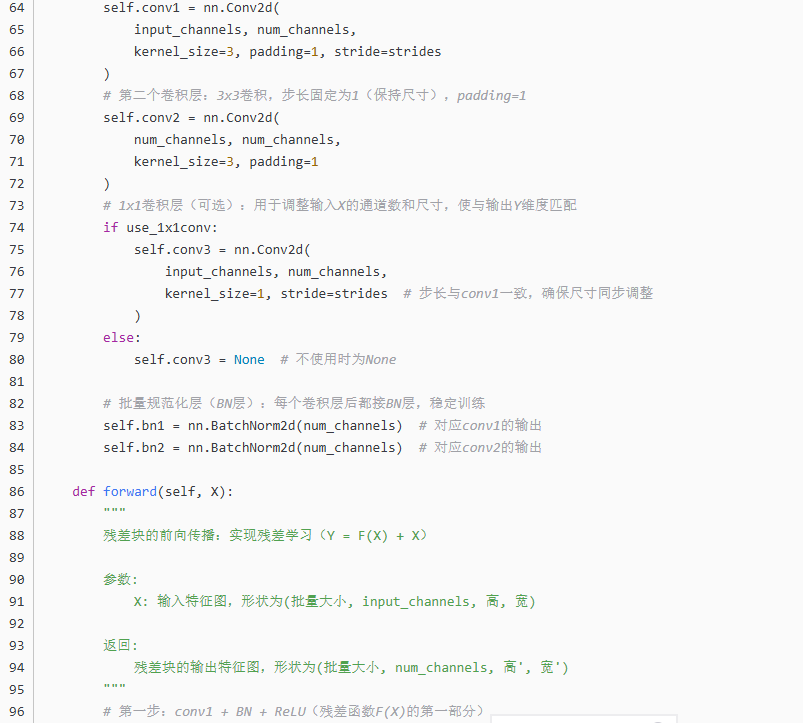 64 self.conv1 = nn.Conv2d(
65 input_channels, num_channels,
66 kernel_size=3, padding=1, stride=strides
67 )
68 # 第二个卷积层：3x3卷积，步长固定为1（保持尺寸），padding=1
69 self.conv2 = nn.Conv2d(
70 num_channels, num_channels,
71 kernel_size=3, padding=1
72 )
73 # 1x1卷积层（可选）：用于调整输入X的通道数和尺寸，使与输出Y维度匹配
74 if use_1x1conv:
75 self.conv3 = nn.Conv2d(
76 input_channels, num_channels,
77 kernel_size=1, stride=strides  # 步长与conv1一致，确保尺寸同步调整
78 )
79 else:
80 self.conv3 = None  # 不使用时为None
81
82 # 批量规范化层（BN层）：每个卷积层后都接BN层，稳定训练
83 self.bn1 = nn.BatchNorm2d(num_channels)  # 对应conv1的输出
84 self.bn2 = nn.BatchNorm2d(num_channels)  # 对应conv2的输出
85
86 def forward(self, X):
87 """
88 残差块的前向传播：实现残差学习（Y = F(X) + X）
89
90 参数:
91 X: 输入特征图，形状为(批量大小, input_channels, 高, 宽)
92
93 返回:
94 残差块的输出特征图，形状为(批量大小, num_channels, 高', 宽')
95 """
96 # 第一步：conv1 + BN + ReLU（残差函数F(X)的第一部分）